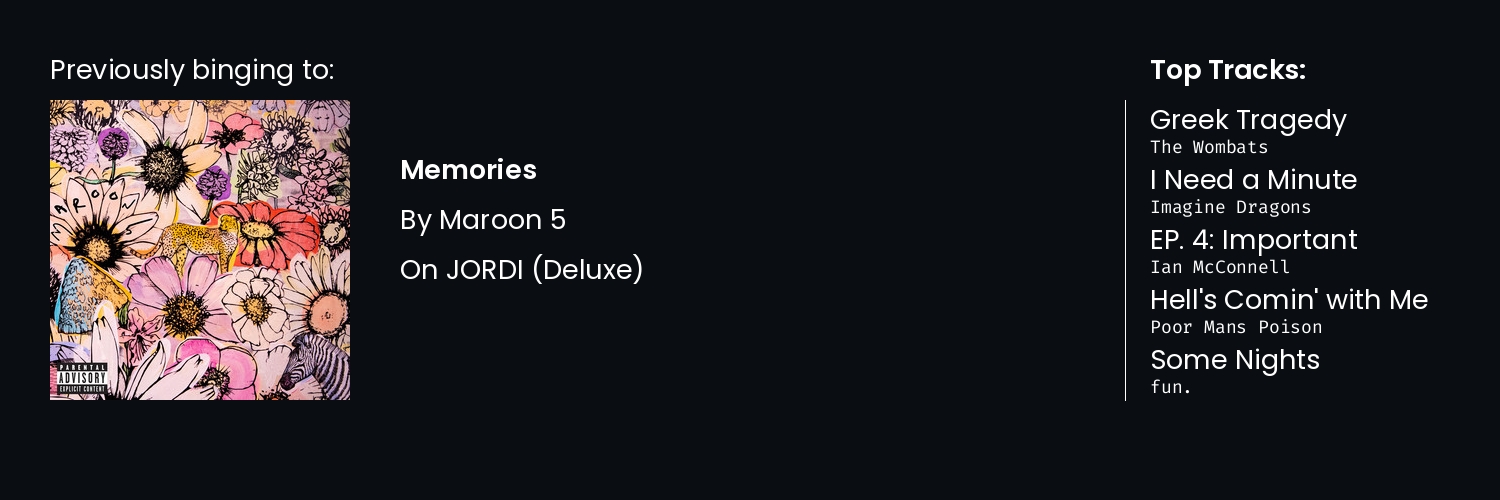 Previously binging to:
MAROON 5
PARENTAL
ADVISORY
EXPLICIT CONTENT
Memories
By Maroon 5
On JORDI (Deluxe)
Top Tracks:
Greek Tragedy
The Wombats
I Need a Minute
Imagine Dragons
EP. 4: Important
Ian McConnell
Hell's Comin' with Me
Poor Mans Poison
Some Nights
fun.